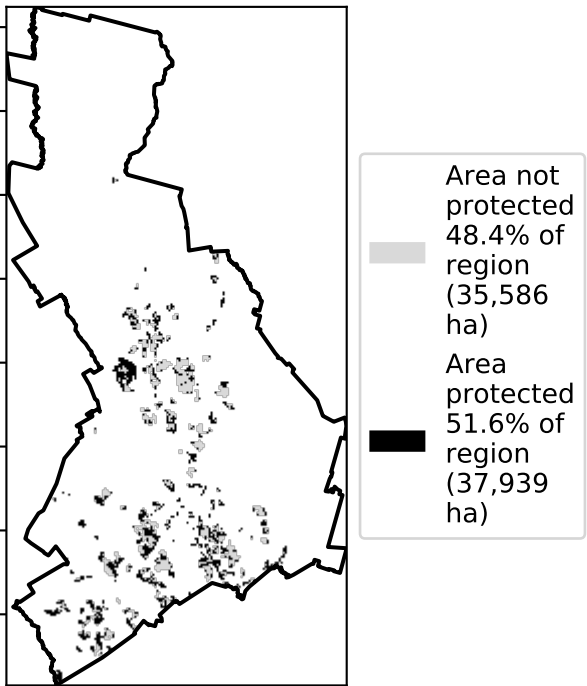 Area not
protected
48.4% of
region
(35,586
ha)
Area
protected
51.6% of
region
(37,939
ha)